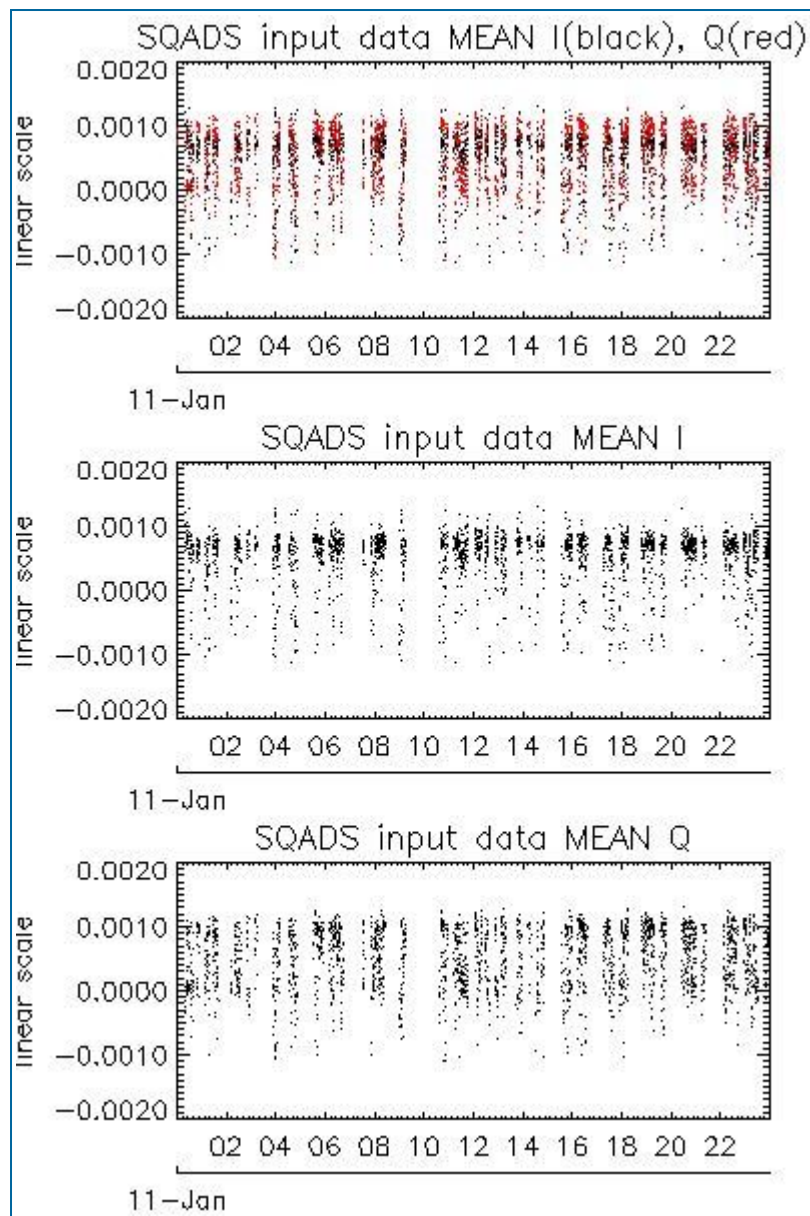 SQADS input data MEAN I(black), Q(red)
0.0020
0.0010
0.0000
-0.0010
-0.0020
linear scale
02 04 06 08 10 12 14 16 18 20 22
11-Jan
SQADS input data MEAN I
0.0020
0.0010
0.0000
-0.0010
-0.0020
linear scale
02 04 06 08 10 12 14 16 18 20 22
11-Jan
SQADS input data MEAN Q
0.0020
0.0010
0.0000
-0.0010
-0.0020
linear scale
02 04 06 08 10 12 14 16 18 20 22
11-Jan